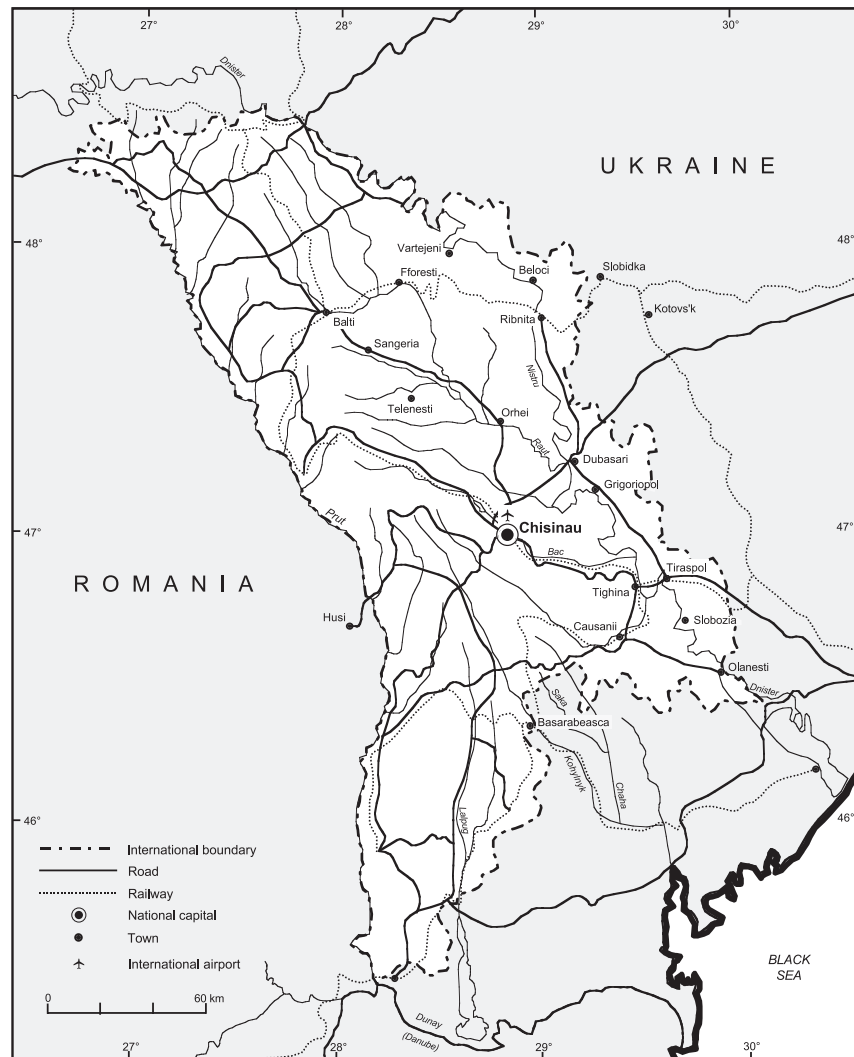 27°
28°
29°
30°
Dnister
UKRAINE
48°
48°
Vartejeni
Beloci
Slobidka
Fforesti
Kotovs'k
Balti
Ribnita
Sangeria
Nistru
Telenesti
Orhei
Raut
Dubasari
Grigoriopol
47°
47°
Prut
Chisinau
Bac
ROMANIA
Tiraspol
Tighina
Husi
Slobozia
Causanii
Olanesti
Dnister
Saka
Basarabeasca
Kohylnyk
Chaha
Lalpug
46°
46°
International boundary
Road
Railway
National capital
Town
International airport
0
60 km
BLACK
SEA
Dunay
(Danube)
27°
28°
29°
30°